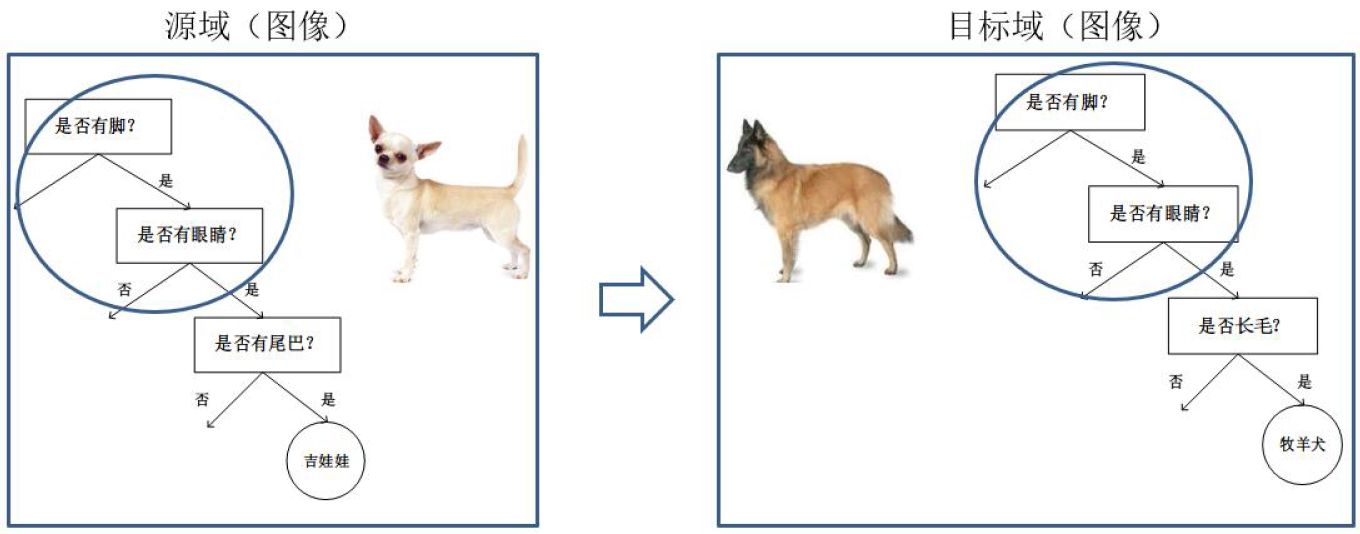 源域（图像）
是否有脚？
是
是否有眼睛？
否
是
是否有尾巴？
否
是
吉娃娃
目标域（图像）
是否有脚？
是
是否有眼睛？
否
是
是否长毛？
否
是
牧羊犬